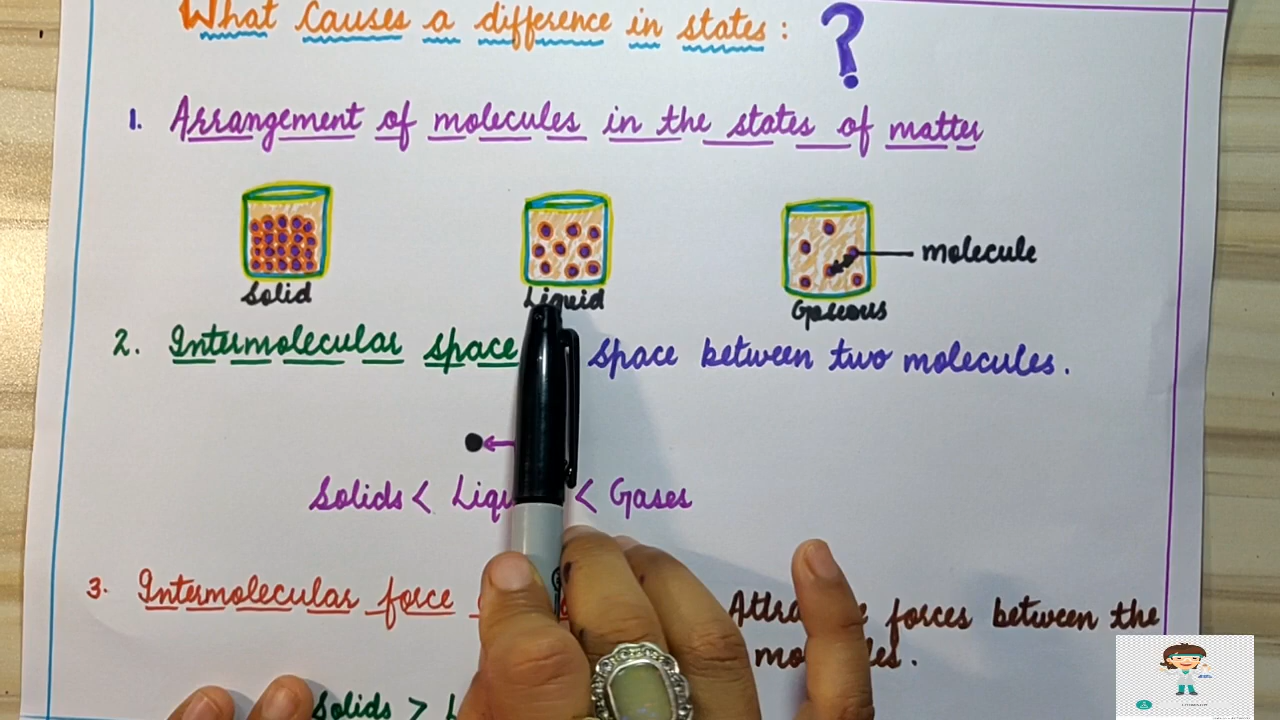 What causes a difference in states : ?
1. Arrangement of molecules in the states of matter
molecule
Solid
Liquid
Gaseous
2. Intermolecular space space between two molecules.
Solids < < Gases
3. Intermolecular force forces between the
Solids >